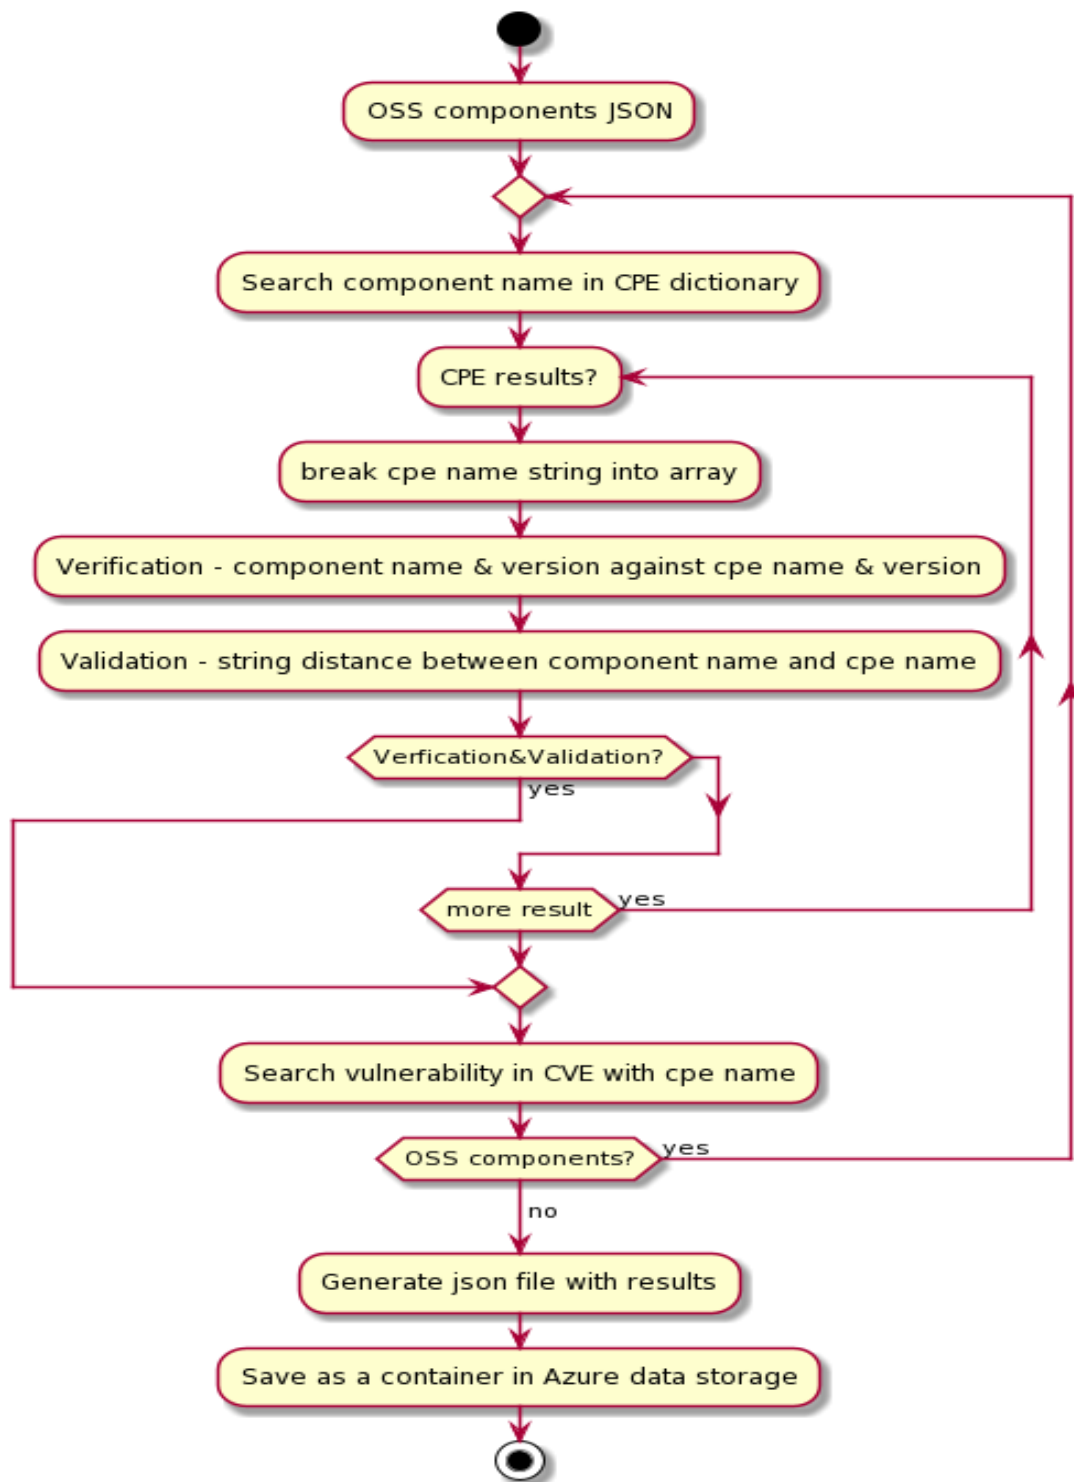 OSS components JSON
Search component name in CPE dictionary
CPE results?
break cpe name string into array
Verification - component name & version against cpe name & version
Validation - string distance between component name and cpe name
Verfication&Validation?
yes
more result
yes
Search vulnerability in CVE with cpe name
OSS components?
yes
no
Generate json file with results
Save as a container in Azure data storage